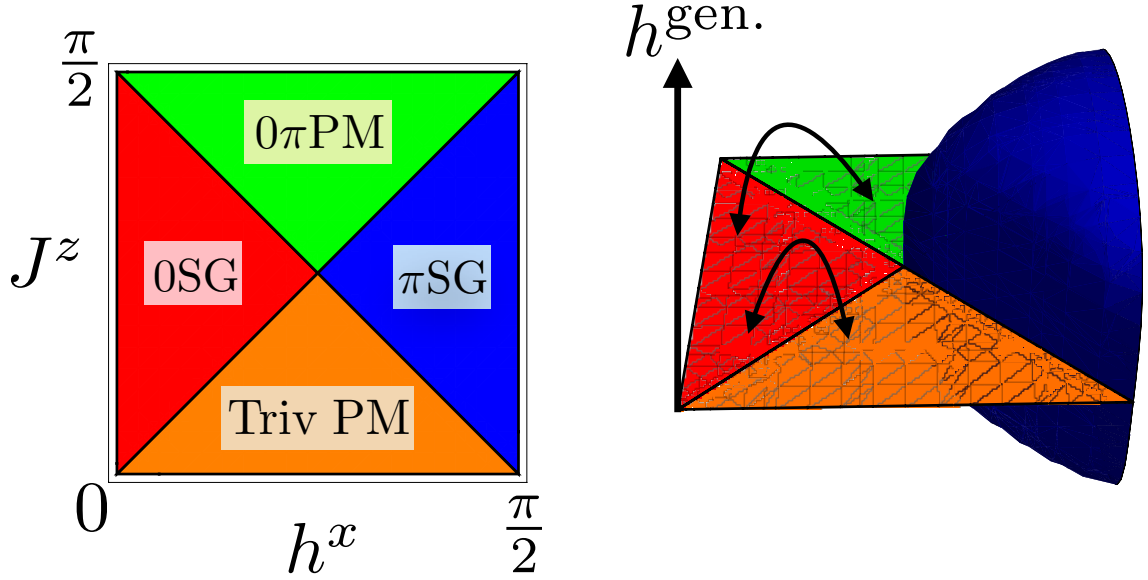 π/2
0πPM
J^z
0SG
πSG
Triv PM
0
h^x
π/2
h^gen.